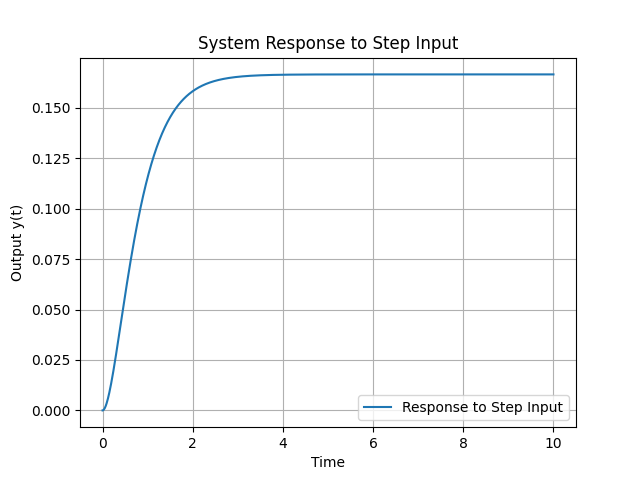 System Response to Step Input
Output y(t)
0.150
0.125
0.100
0.075
0.050
0.025
0.000
Response to Step Input
0 2 4 6 8 10
Time